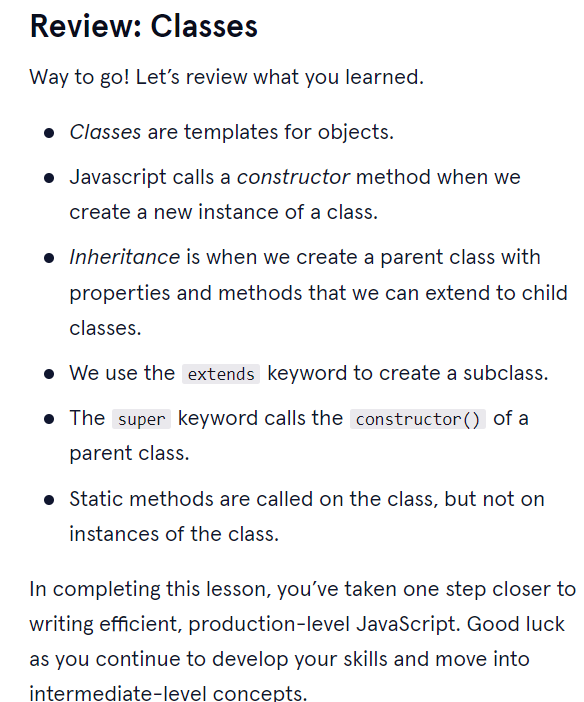 Review: Classes
Way to go! Let’s review what you learned.
● Classes are templates for objects.
● Javascript calls a constructor method when we
create a new instance of a class.
● Inheritance is when we create a parent class with
properties and methods that we can extend to child
classes.
● We use the extends keyword to create a subclass.
● The super keyword calls the constructor() of a
parent class.
● Static methods are called on the class, but not on
instances of the class.
In completing this lesson, you’ve taken one step closer to
writing efficient, production-level JavaScript. Good luck
as you continue to develop your skills and move into
intermediate-level concepts.